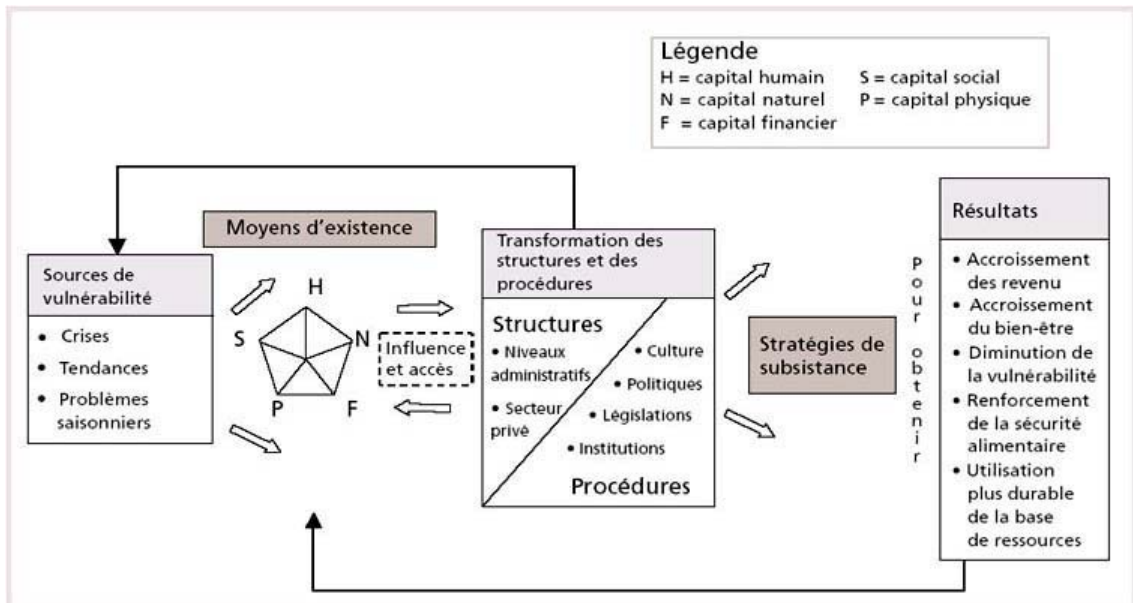 Légende
H = capital humain
S = capital social
N = capital naturel
P = capital physique
F = capital financier
Moyens d'existence
Sources de
vulnérabilité
• Crises
• Tendances
• Problèmes
saisonniers
H
S
N
P
F
Influence
et accès
Transformation des
structures et des
procédures
Structures
• Niveaux
administratifs
• Secteur
privé
• Culture
• Politiques
• Législations
• Institutions
Procédures
Stratégies de
subsistance
Pour obtenir
Résultats
• Accroissement
des revenu
• Accroissement
du bien-être
• Diminution de
la vulnérabilité
• Renforcement
de la sécurité
alimentaire
• Utilisation
plus durable
de la base
de ressources